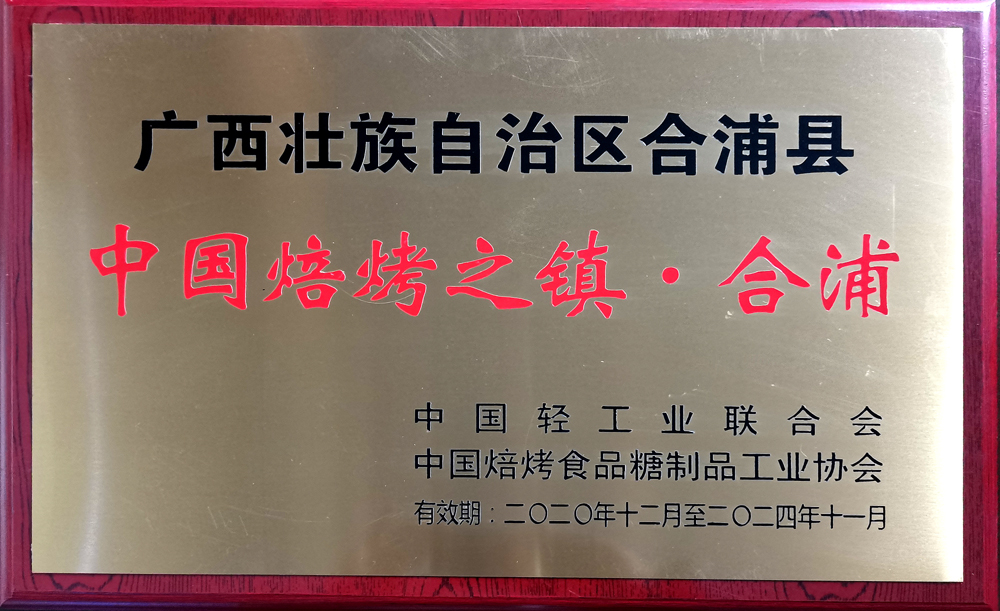 广西壮族自治区合浦县
中国焙烤之镇·合浦
中国轻工业联合会
中国焙烤食品糖制品工业协会
有效期：二〇二〇年十二月至二〇二四年十一月